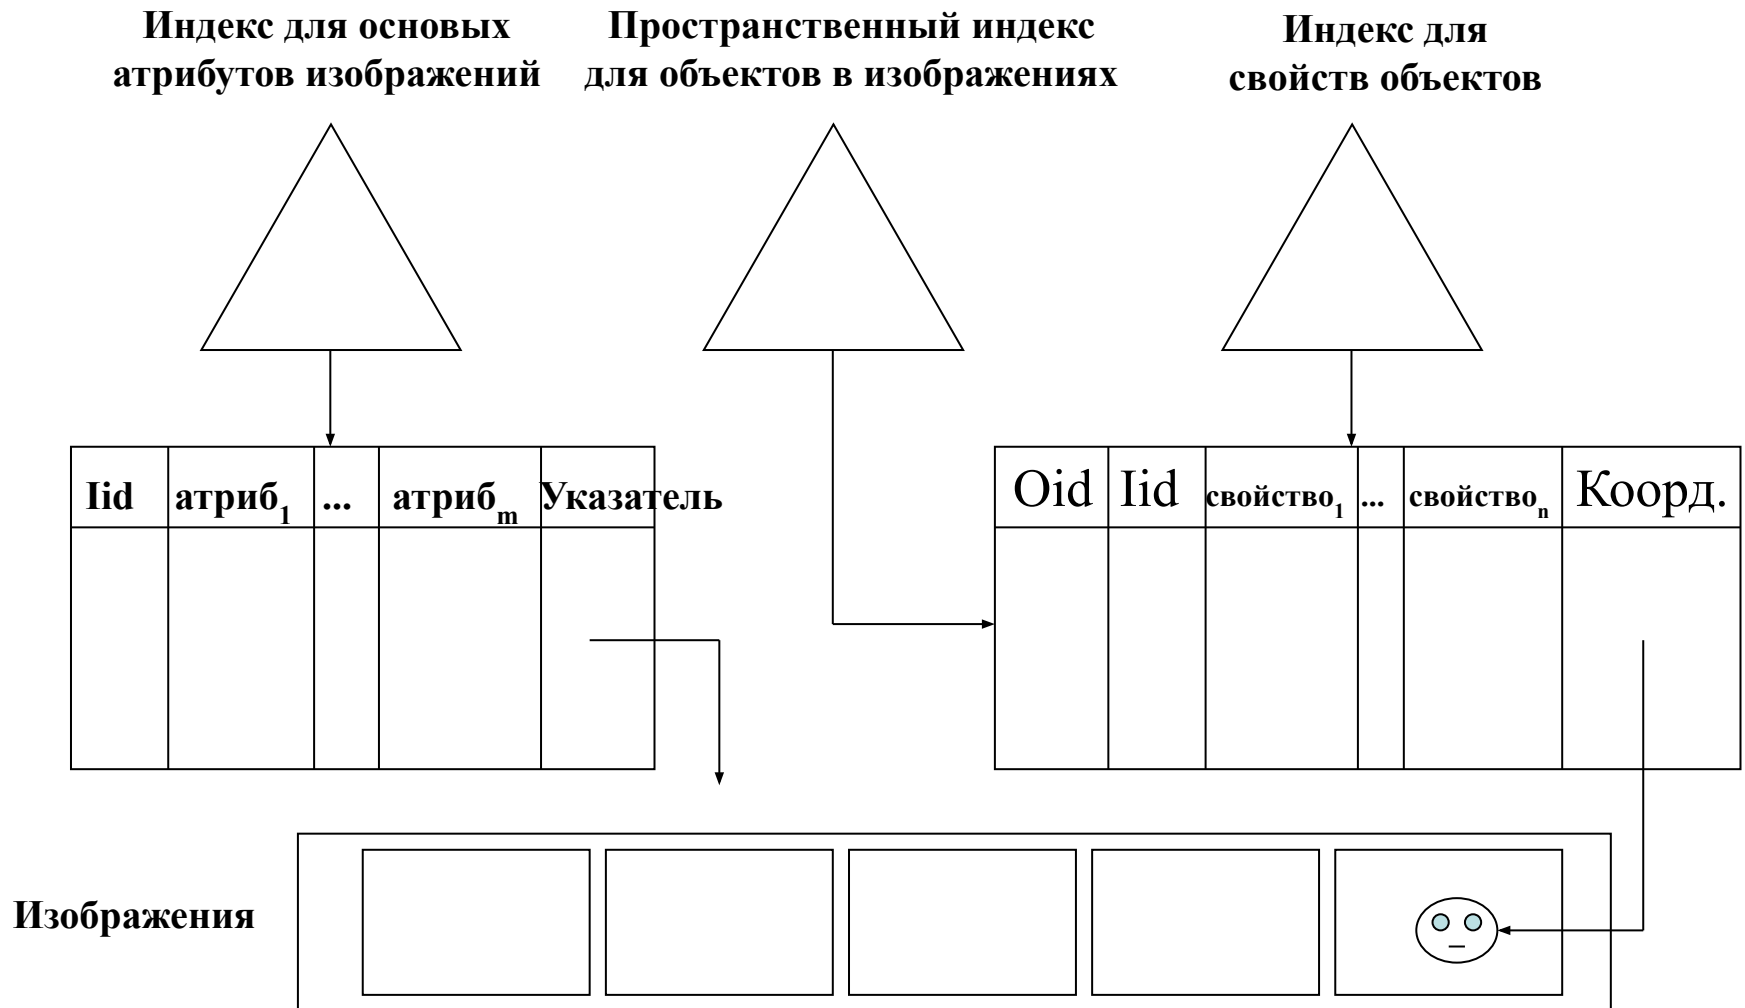 Индекс для основых
атрибутов изображений
Пространственный индекс
для объектов в изображениях
Индекс для
свойств объектов
Iid атриб1 ... атрибm Указатель
Oid Iid свойство1 ... свойствоn Коорд.
Изображения